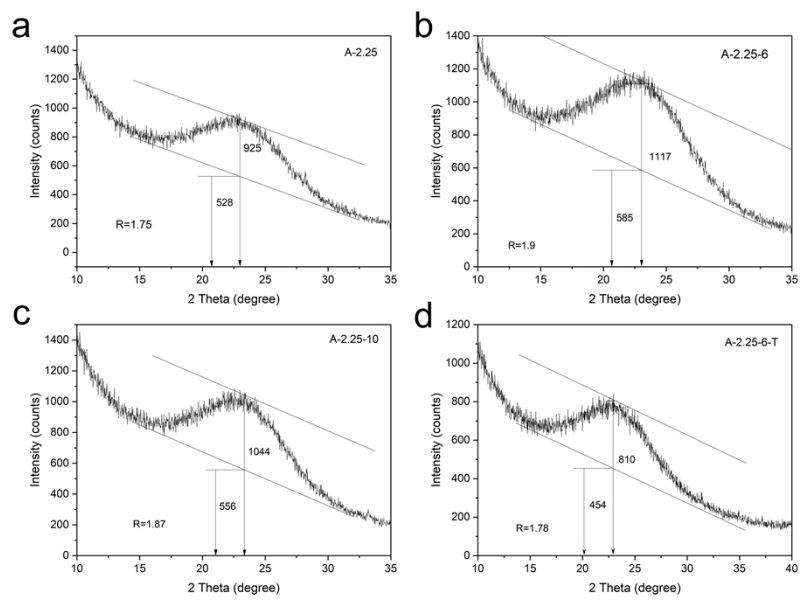 a
A-2.25
1400
1200
1000
800
600
400
200
0
Intensity (counts)
925
528
R=1.75
10 15 20 25 30 35
2 Theta (degree)
b
A-2.25-6
1400
1200
1000
800
600
400
200
0
Intensity (counts)
1117
585
R=1.9
10 15 20 25 30 35
2 Theta (degree)
c
A-2.25-10
1400
1200
1000
800
600
400
200
0
Intensity (counts)
1044
556
R=1.87
10 15 20 25 30 35
2 Theta (degree)
d
A-2.25-6-T
1200
1000
800
600
400
200
0
Intensity (counts)
810
454
R=1.78
10 15 20 25 30 35 40
2 Theta (degree)